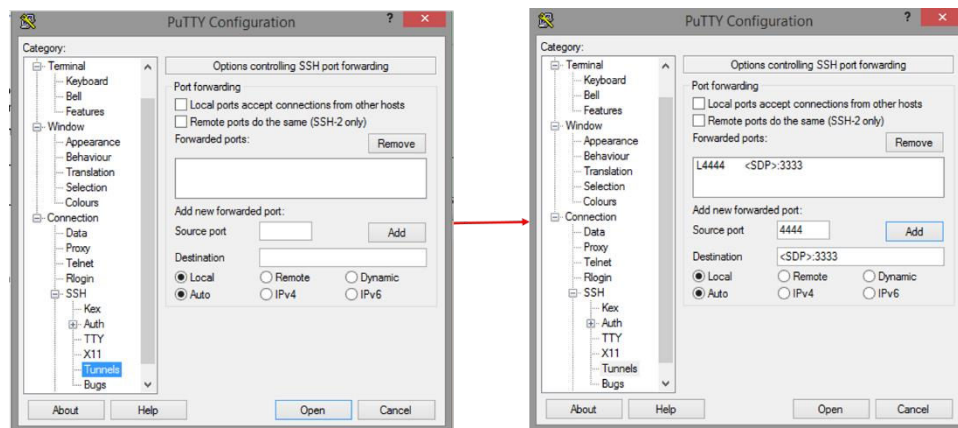 PuTTY Configuration
?
×
Category:
Terminal
Keyboard
Bell
Features
Window
Appearance
Behaviour
Translation
Selection
Colours
Connection
Data
Proxy
Telnet
Rlogin
SSH
Kex
Auth
TTY
X11
Tunnels
Bugs
Options controlling SSH port forwarding
Port forwarding
Local ports accept connections from other hosts
Remote ports do the same (SSH-2 only)
Forwarded ports:
Remove
Add new forwarded port:
Source port
Add
Destination
Local Remote Dynamic
Auto IPv4 IPv6
About Help Open Cancel
PuTTY Configuration
?
×
Category:
Terminal
Keyboard
Bell
Features
Window
Appearance
Behaviour
Translation
Selection
Colours
Connection
Data
Proxy
Telnet
Rlogin
SSH
Kex
Auth
TTY
X11
Tunnels
Bugs
Options controlling SSH port forwarding
Port forwarding
Local ports accept connections from other hosts
Remote ports do the same (SSH-2 only)
Forwarded ports:
Remove
L4444 <SDP>:3333
Add new forwarded port:
Source port 4444 Add
Destination <SDP>:3333
Local Remote Dynamic
Auto IPv4 IPv6
About Help Open Cancel